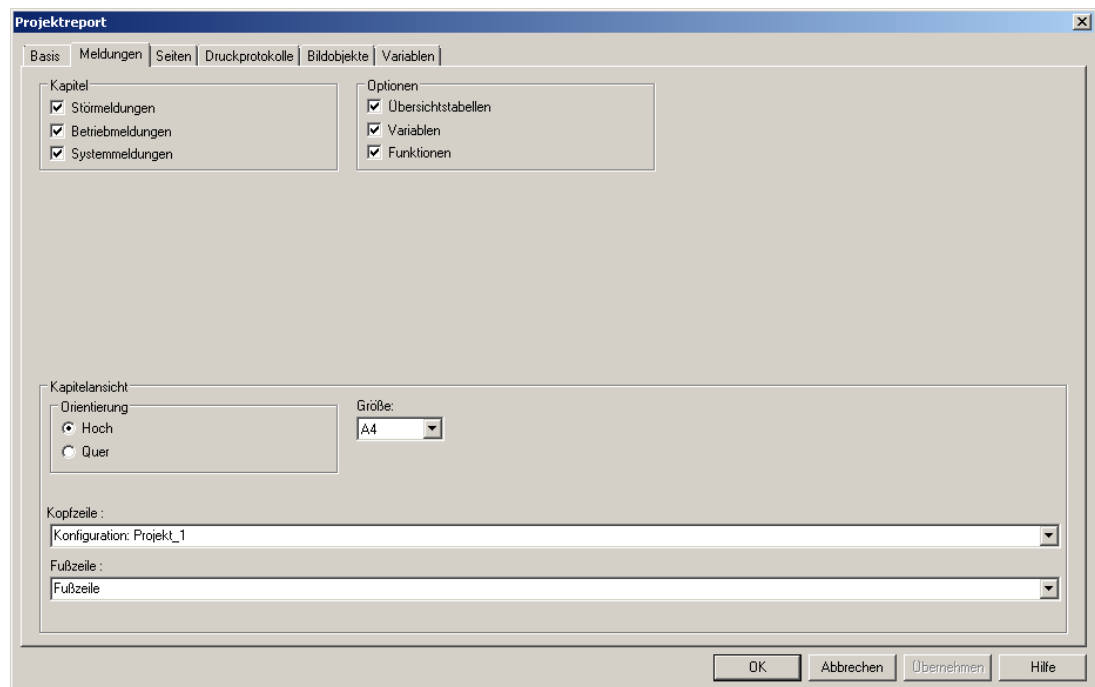 Projektreport
Basis Meldungen Seiten Druckprotokolle Bildobjekte Variablen
Kapitel
Störmeldungen
Betriebmeldungen
Systemmeldungen
Optionen
Übersichtstabellen
Variablen
Funktionen
Kapitelansicht
Orientierung
Hoch
Quer
Größe:
A4
Kopfzeile :
Konfiguration: Projekt_1
Fußzeile :
Fußzeile
OK Abbrechen Übernehmen Hilfe